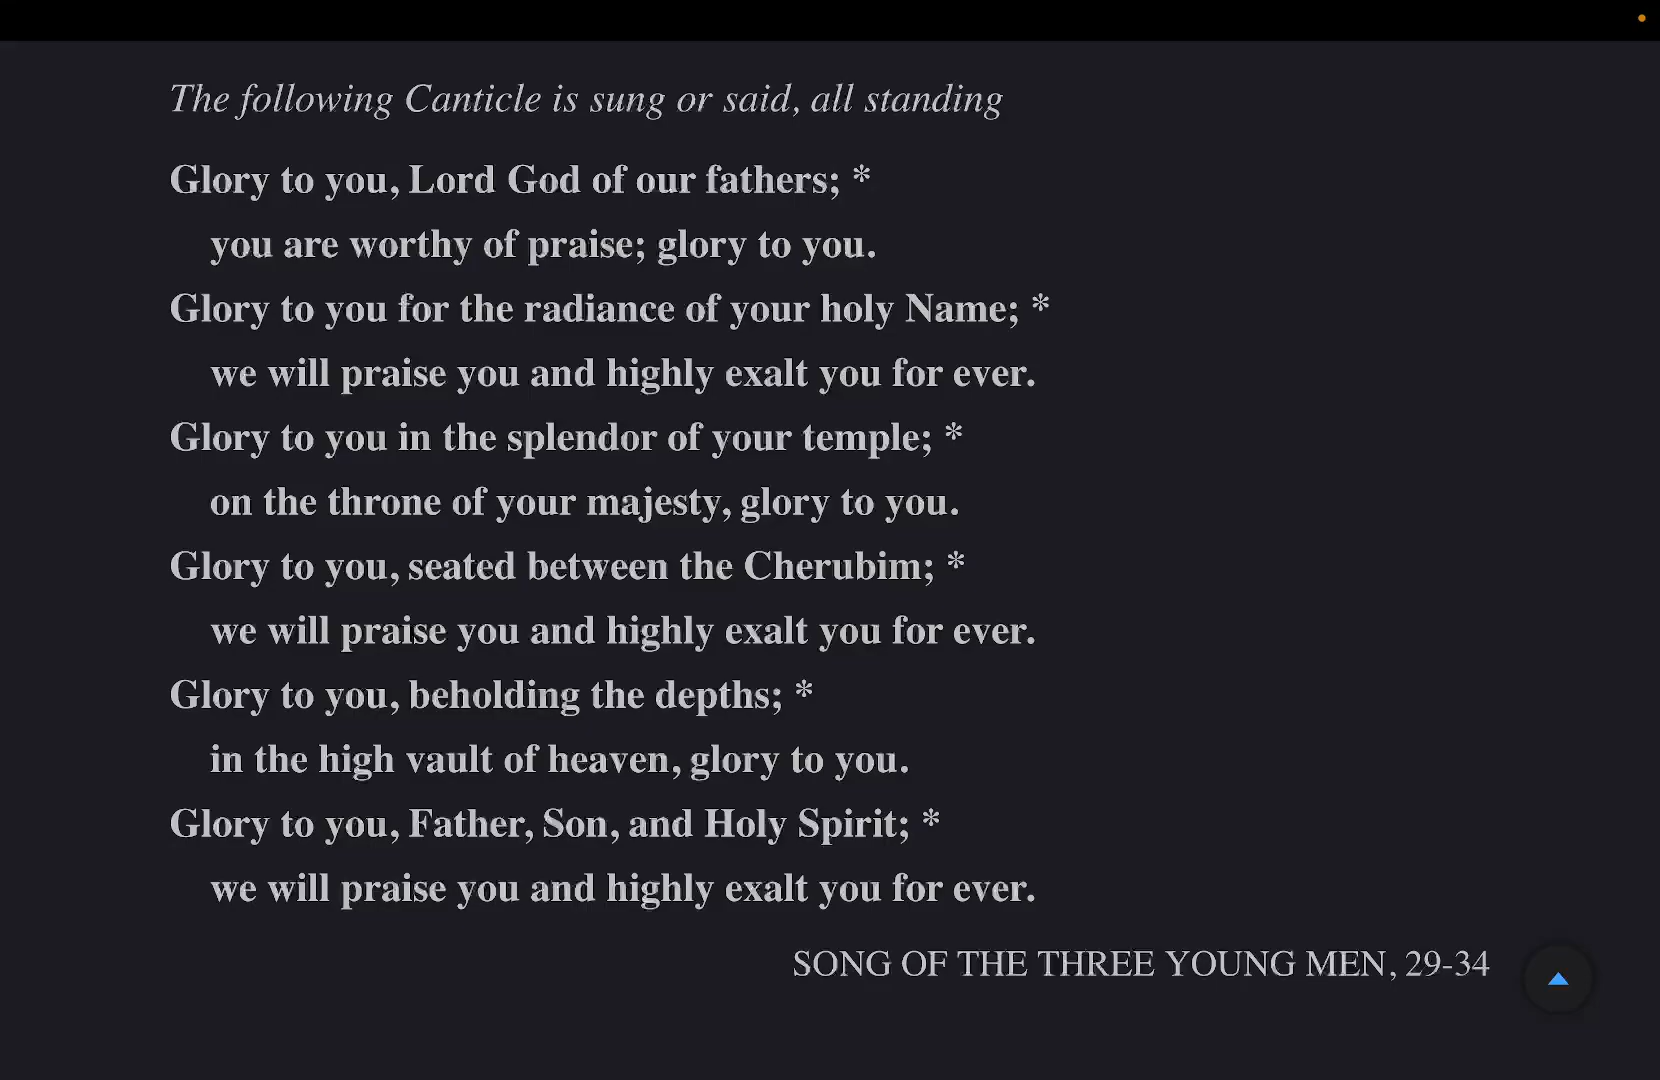 The following Canticle is sung or said, all standing
Glory to you, Lord God of our fathers; *
you are worthy of praise; glory to you.
Glory to you for the radiance of your holy Name; *
we will praise you and highly exalt you for ever.
Glory to you in the splendor of your temple; *
on the throne of your majesty, glory to you.
Glory to you, seated between the Cherubim; *
we will praise you and highly exalt you for ever.
Glory to you, beholding the depths; *
in the high vault of heaven, glory to you.
Glory to you, Father, Son, and Holy Spirit; *
we will praise you and highly exalt you for ever.
SONG OF THE THREE YOUNG MEN, 29-34